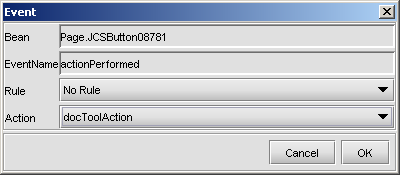 Event
Bean Page.JCSButton08781
EventName actionPerformed
Rule No Rule
Action docToolAction
Cancel OK